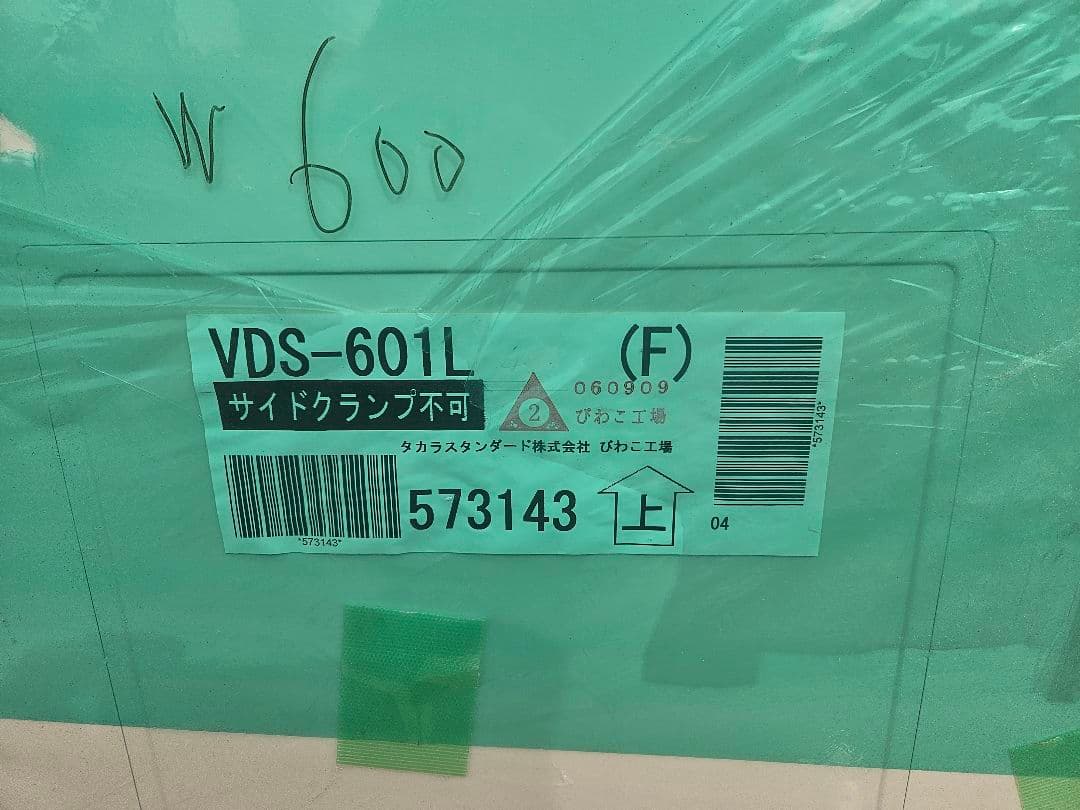 W 600
VDS-601L (F)
サイドクランプ不可
2
060909
びわこ工場
タカラスタンダード株式会社 びわこ工場
*573143*
573143
上
*573143*
04